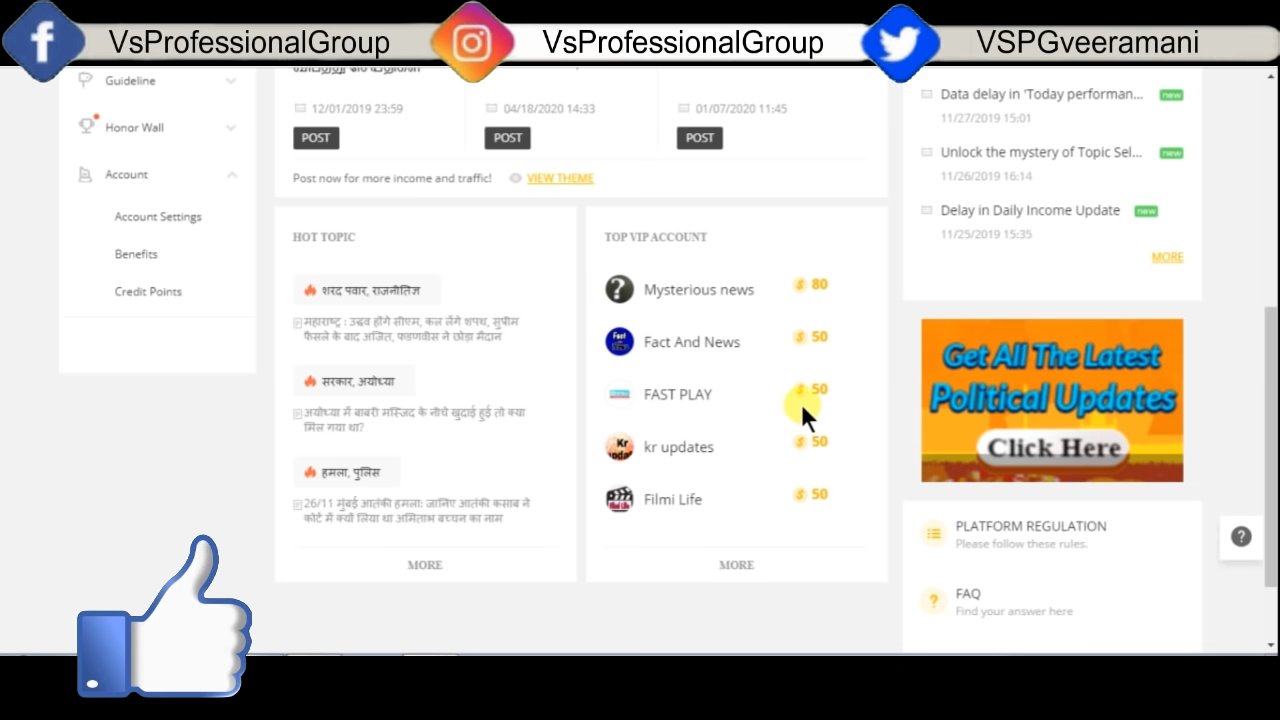 VsProfessionalGroup
VsProfessionalGroup
VSPGveeramani
Guideline
Honor Wall
Account
Account Settings
Benefits
Credit Points
12/01/2019 23:59
04/18/2020 14:33
01/07/2020 11:45
POST
POST
POST
Post now for more income and traffic!
VIEW THEME
HOT TOPIC
शरद पवार, राजनीतिज्ञ
महाराष्ट्र : उद्धव होंगे सीएम, कल लेंगे शपथ, सुप्रीम
फैसले के बाद अजित, फडणवीस ने छोड़ा मैदान
सरकार, अयोध्या
अयोध्या में बाबरी मस्जिद के नीचे खुदाई हुई तो क्या
मिल गया था?
हमला, पुलिस
26/11 मुंबई आतंकी हमला: जानिए आतंकी कसाब ने
कोर्ट में क्यों लिया था अमिताभ बच्चन का नाम
MORE
TOP VIP ACCOUNT
Mysterious news
80
Fact And News
50
FAST PLAY
50
kr updates
50
Filmi Life
50
MORE
Data delay in 'Today performan...
new
11/27/2019 15:01
Unlock the mystery of Topic Sel...
new
11/26/2019 16:14
Delay in Daily Income Update
new
11/25/2019 15:35
MORE
Get All The Latest
Political Updates
Click Here
PLATFORM REGULATION
Please follow these rules.
FAQ
Find your answer here